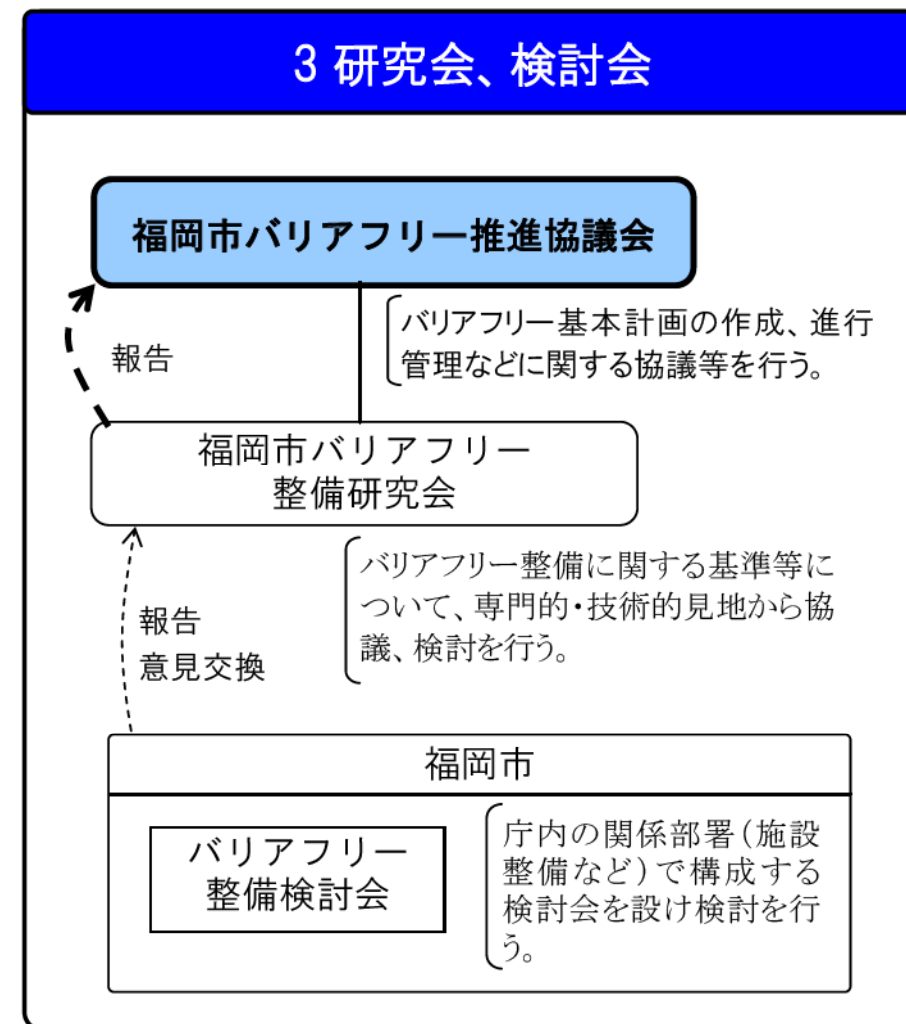 3 研究会、検討会
福岡市バリアフリー推進協議会
報告
バリアフリー基本計画の作成、進行
管理などに関する協議等を行う。
福岡市バリアフリー
整備研究会
報告
意見交換
バリアフリー整備に関する基準等に
ついて、専門的・技術的見地から協
議、検討を行う。
福岡市
バリアフリー
整備検討会
庁内の関係部署(施設
整備など)で構成する
検討会を設け検討を行
う。